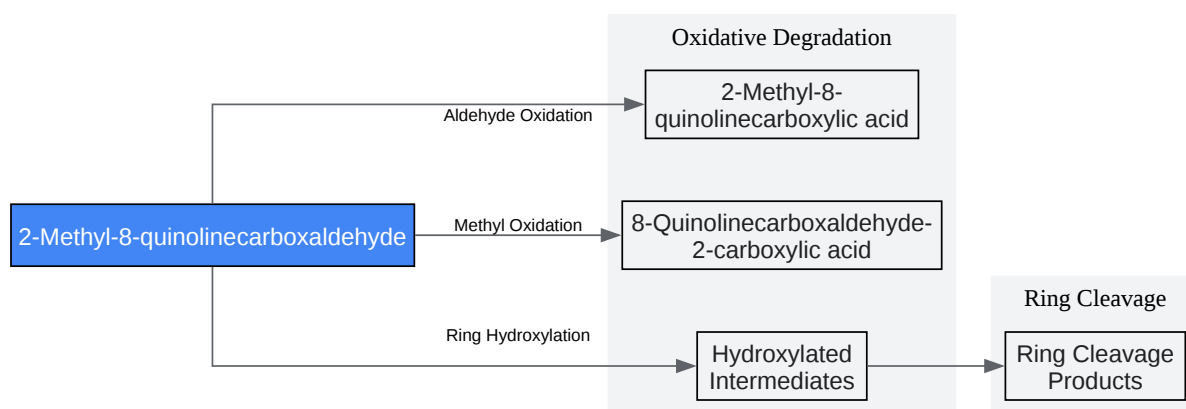 Oxidative Degradation
2-Methyl-8-
quinolinecarboxylic acid
Aldehyde Oxidation
2-Methyl-8-quinolinecarboxaldehyde
Methyl Oxidation
8-Quinolinecarboxaldehyde-
2-carboxylic acid
Ring Cleavage
Ring Hydroxylation
Hydroxylated
Intermediates
Ring Cleavage
Products